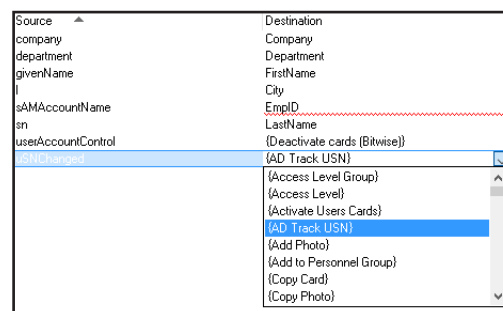 Source Destination
company Company
department Department
givenName FirstName
l City
sAMAccountName EmpID
sn LastName
userAccountControl {Deactivate cards (Bitwise)}
uSNChanged {AD Track USN}
{Access Level Group}
{Access Level}
{Activate Users Cards}
{AD Track USN}
{Add Photo}
{Add to Personnel Group}
{Copy Card}
{Copy Photo}